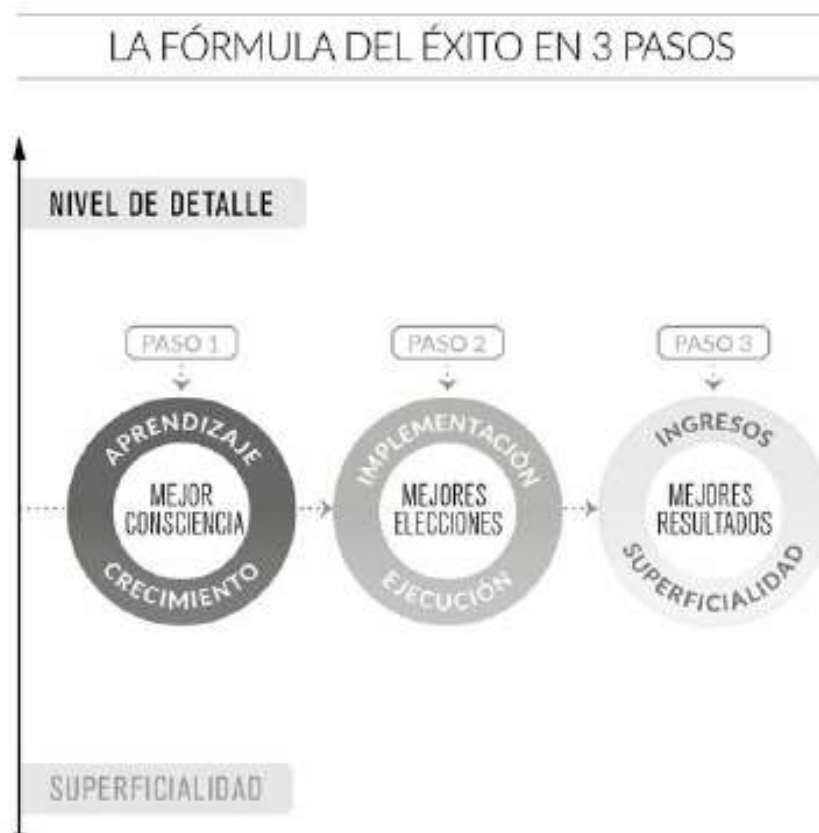 LA FÓRMULA DEL ÉXITO EN 3 PASOS
NIVEL DE DETALLE
PASO 1
PASO 2
PASO 3
APRENDIZAJE
MEJOR
CONSCIENCIA
CRECIMIENTO
IMPLEMENTACIÓN
MEJORES
ELECCIONES
EJECUCIÓN
INGRESOS
MEJORES
RESULTADOS
SUPERFICIALIDAD
SUPERFICIALIDAD